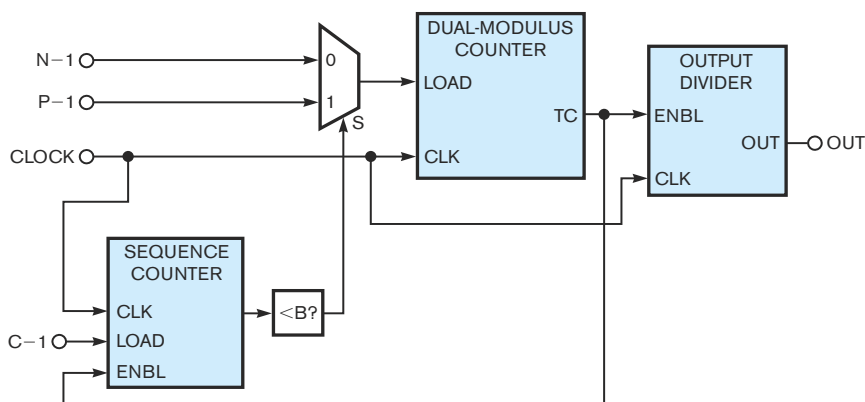 DUAL-MODULUS
COUNTER
N−1
0
P−1
1
S
LOAD
TC
CLOCK
CLK
OUTPUT
DIVIDER
ENBL
OUT
OUT
CLK
SEQUENCE
COUNTER
CLK
<B?
C−1
LOAD
ENBL